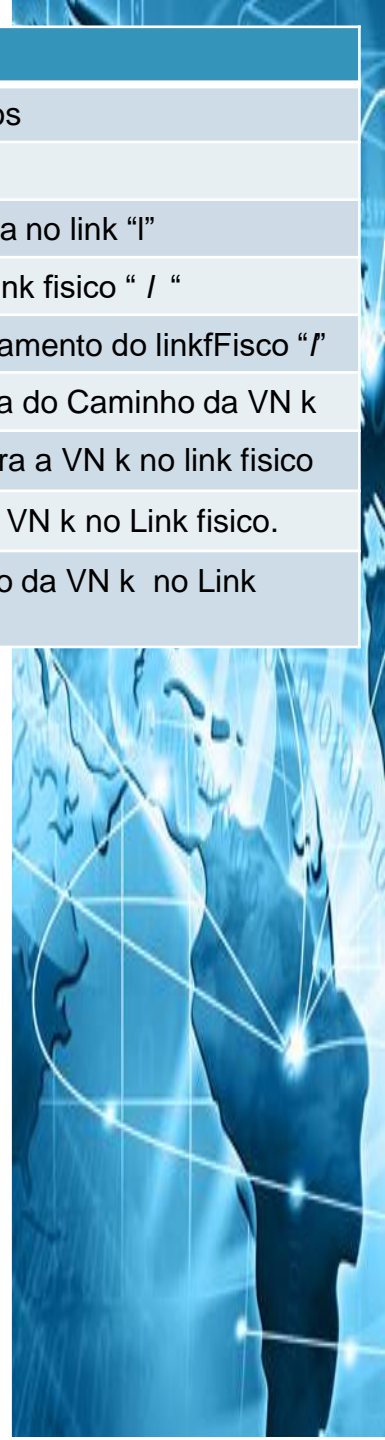 os
a no link “l”
nk fisico “ l “
amento do linkfFisco “l”
a do Caminho da VN k
ra a VN k no link fisico
VN k no Link fisico.
o da VN k no Link